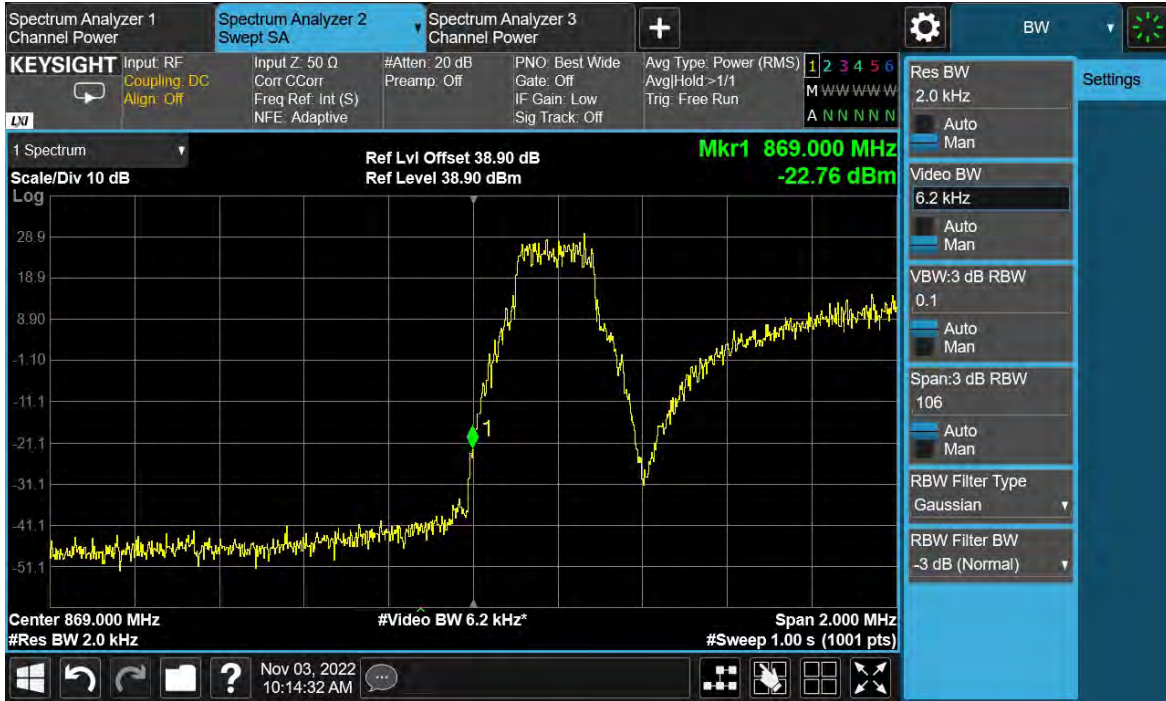 Spectrum Analyzer 1
Channel Power
Spectrum Analyzer 2
Swept SA
Spectrum Analyzer 3
Channel Power
BW
KEYSIGHT
Input: RF
Coupling: DC
Align: Off
Input Z: 50 Ω
Corr CCorr
Freq Ref: Int (S)
NFE: Adaptive
#Atten: 20 dB
Preamp: Off
PNO: Best Wide
Gate: Off
IF Gain: Low
Sig Track: Off
Avg Type: Power (RMS)
Avg|Hold:>1/1
Trig: Free Run
1 2 3 4 5 6
M W W W W W
A N N N N N
LXI
1 Spectrum
Scale/Div 10 dB
Log
Ref Lvl Offset 38.90 dB
Ref Level 38.90 dBm
Mkr1 869.000 MHz
-22.76 dBm
28.9
18.9
8.90
-1.10
-11.1
-21.1
-31.1
-41.1
-51.1
1
Center 869.000 MHz
#Res BW 2.0 kHz
#Video BW 6.2 kHz*
Span 2.000 MHz
#Sweep 1.00 s (1001 pts)
?
Nov 03, 2022
10:14:32 AM
Res BW
2.0 kHz
Auto
Man
Video BW
6.2 kHz
Auto
Man
VBW:3 dB RBW
0.1
Auto
Man
Span:3 dB RBW
106
Auto
Man
RBW Filter Type
Gaussian
RBW Filter BW
-3 dB (Normal)
Settings